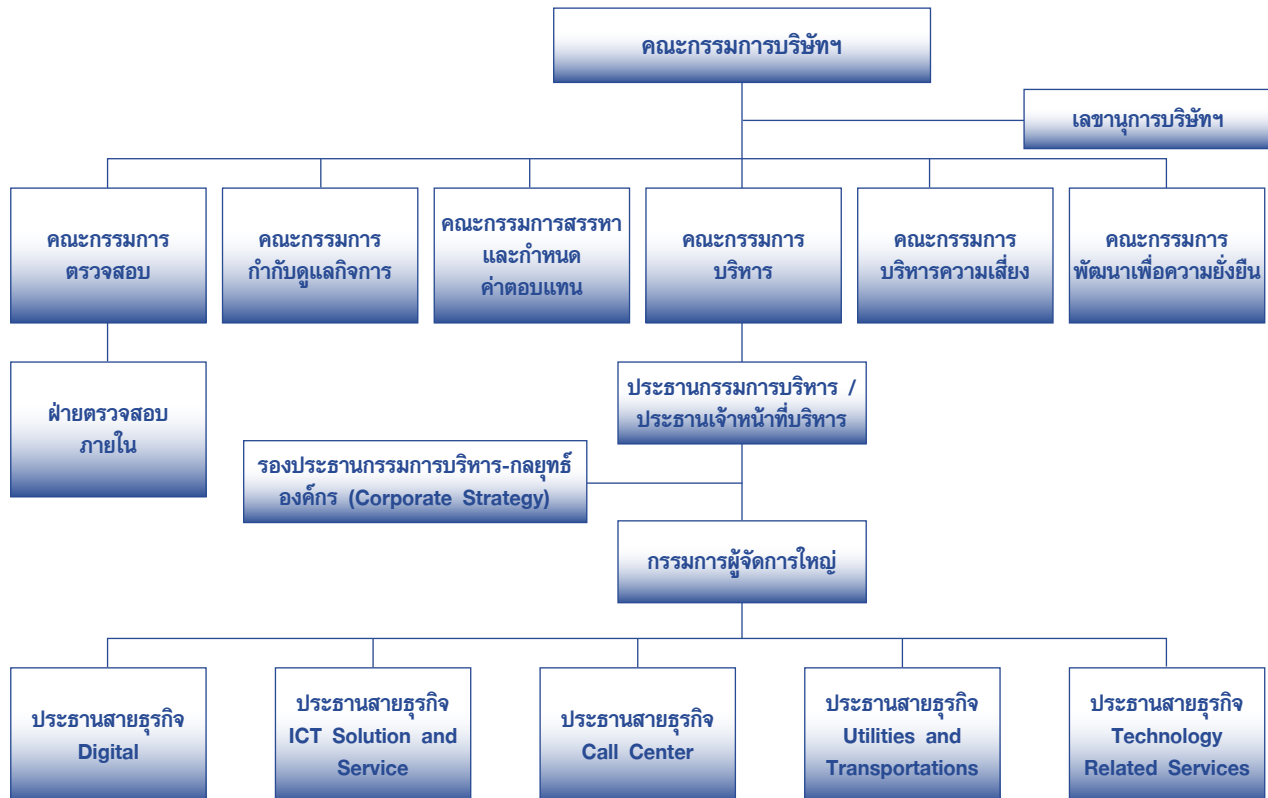 คณะกรรมการบริษัทฯ
เลขานุการบริษัทฯ
คณะกรรมการ
ตรวจสอบ
คณะกรรมการ
กำกับดูแลกิจการ
คณะกรรมการสรรหา
และกำหนด
ค่าตอบแทน
คณะกรรมการ
บริหาร
คณะกรรมการ
บริหารความเสี่ยง
คณะกรรมการ
พัฒนาเพื่อความยั่งยืน
ฝ่ายตรวจสอบ
ภายใน
ประธานกรรมการบริหาร /
ประธานเจ้าหน้าที่บริหาร
รองประธานกรรมการบริหาร-กลยุทธ์
องค์กร (Corporate Strategy)
กรรมการผู้จัดการใหญ่
ประธานสายธุรกิจ
Digital
ประธานสายธุรกิจ
ICT Solution and
Service
ประธานสายธุรกิจ
Call Center
ประธานสายธุรกิจ
Utilities and
Transportations
ประธานสายธุรกิจ
Technology
Related Services